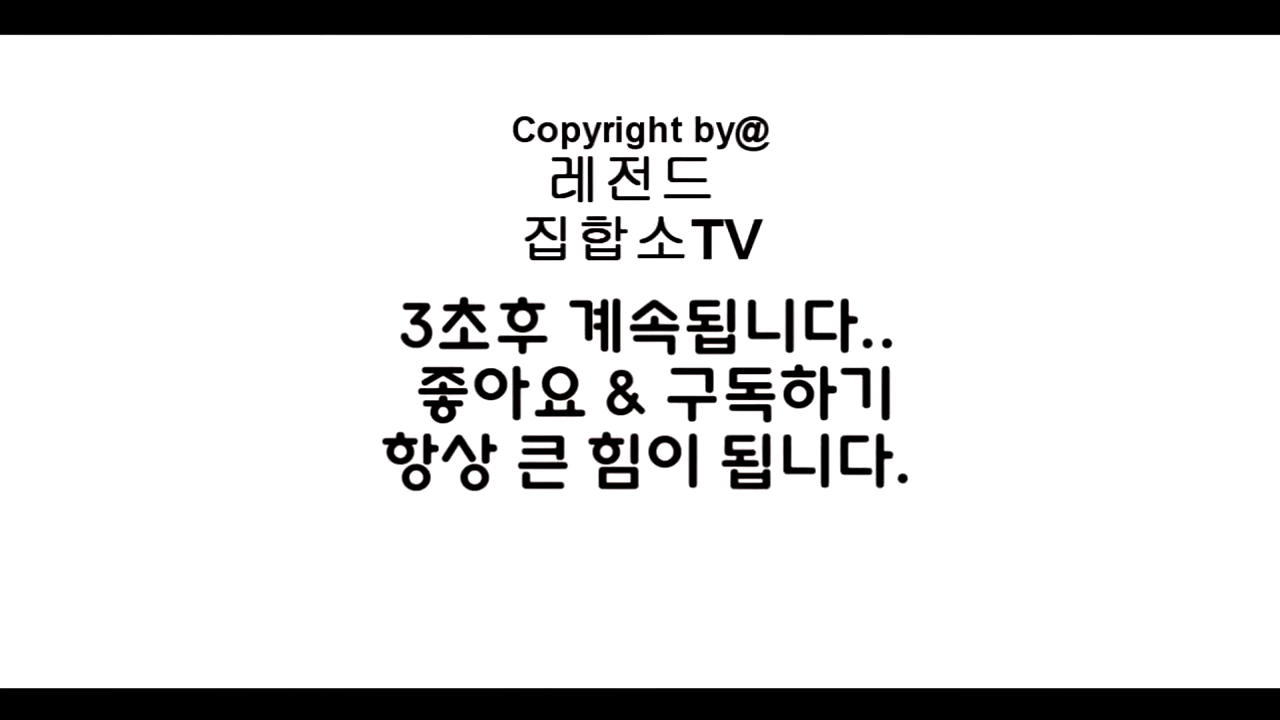 Copyright by@
레전드
집합소TV
3초후 계속됩니다..
좋아요 & 구독하기
항상 큰 힘이 됩니다.